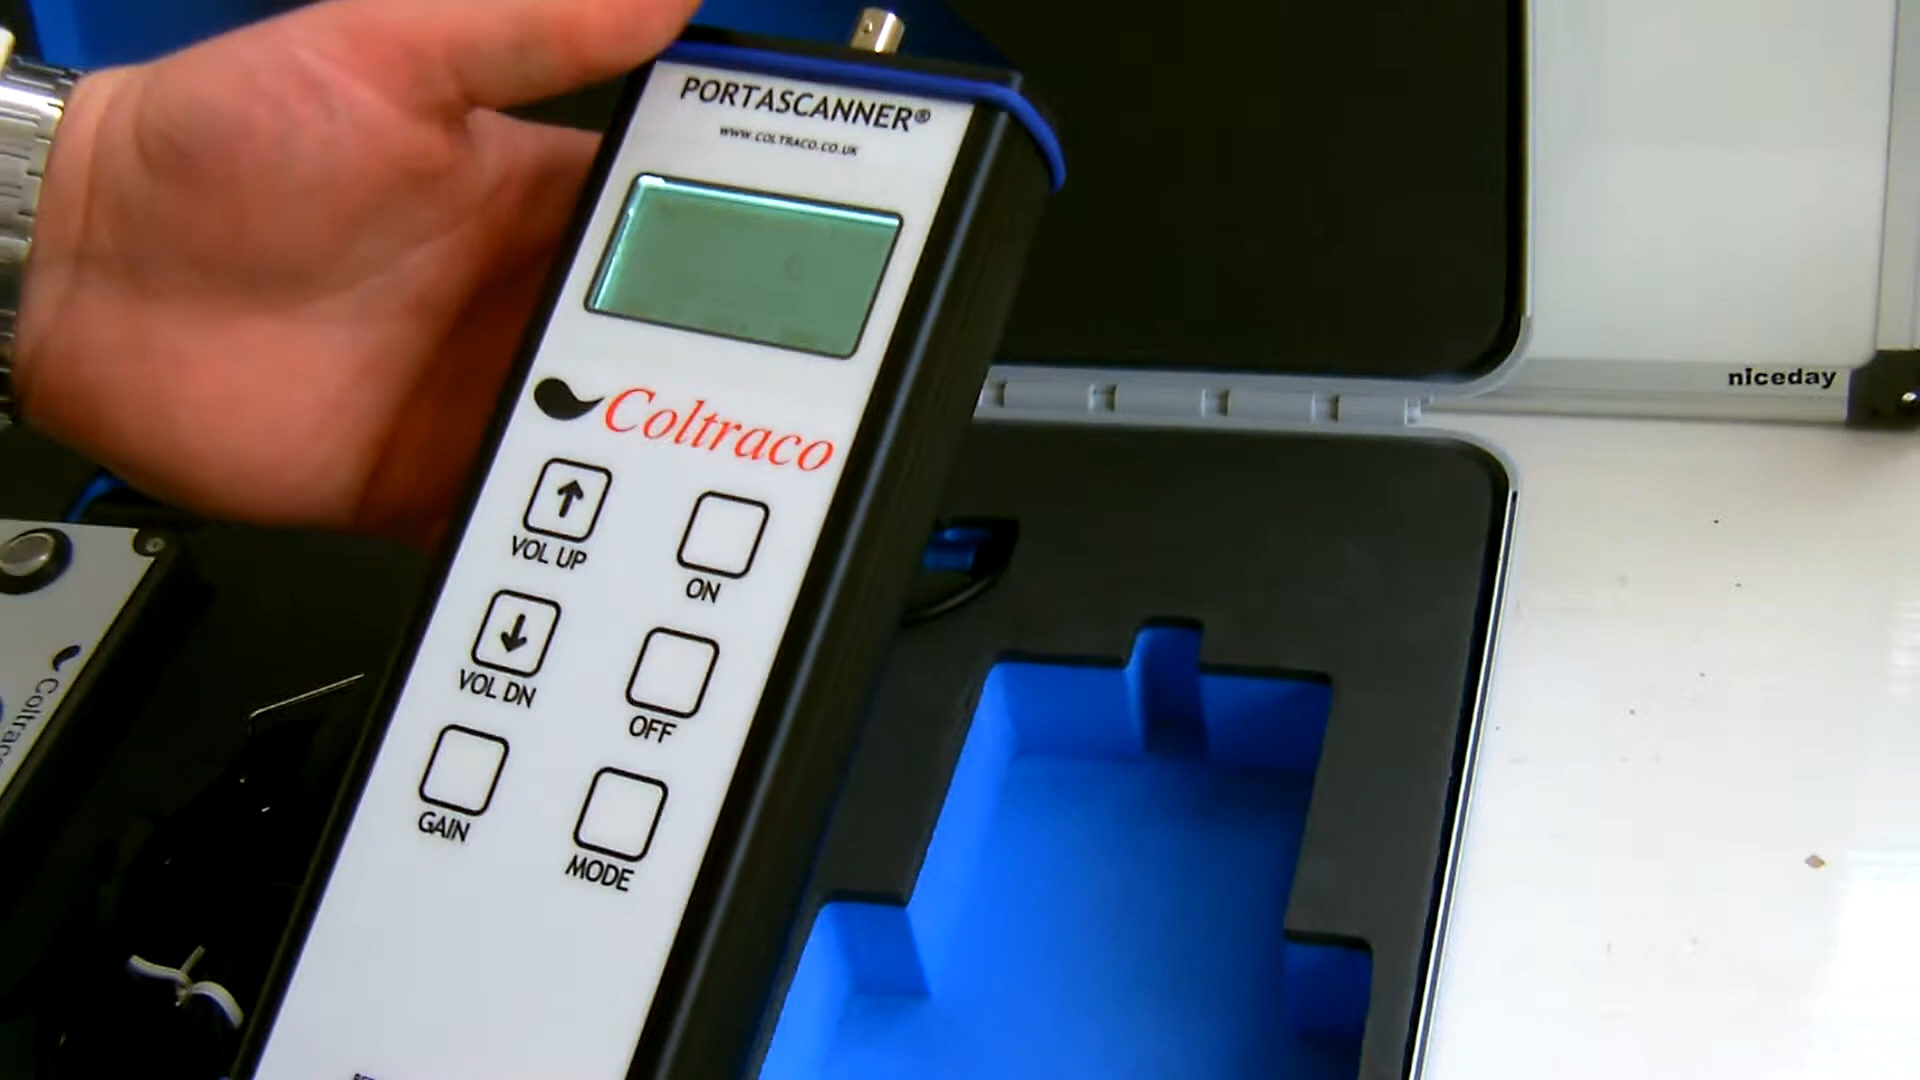 PORTASCANNER®
WWW.COLTRACO.CO.UK
Coltraco
VOL UP
ON
VOL DN
OFF
GAIN
MODE
niceday
Coltraco